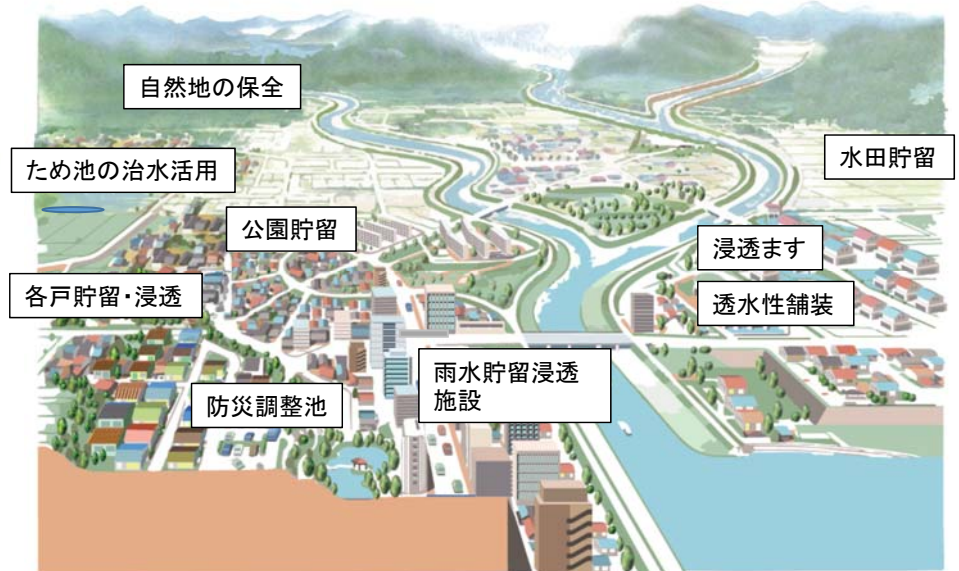 自然地の保全
ため池の治水活用
水田貯留
公園貯留
浸透ます
各戸貯留・浸透
透水性舗装
雨水貯留浸透
施設
防災調整池